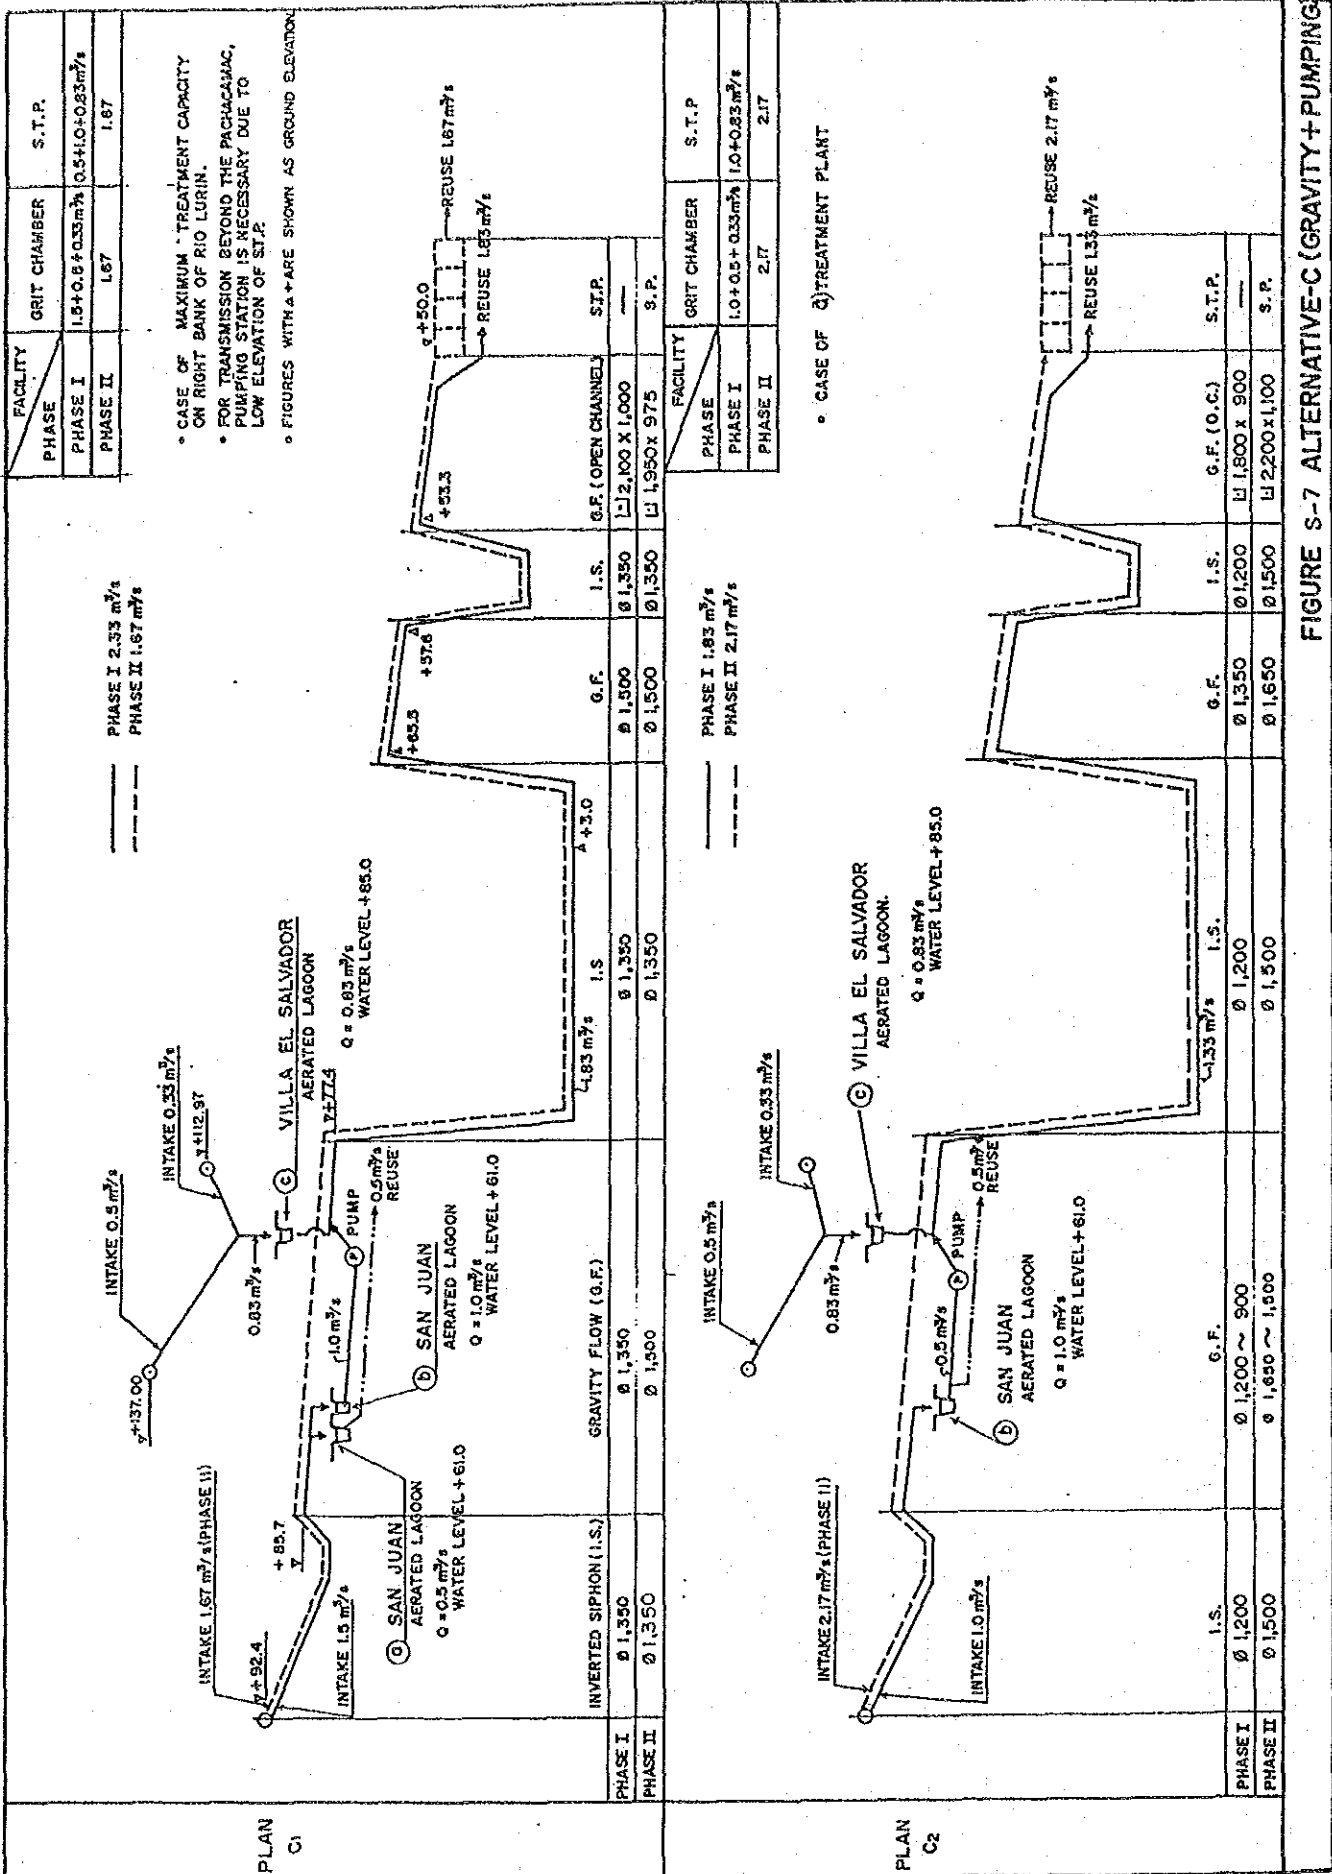 PLAN
C1
INTAKE 1.67 m³/s (PHASE II)
+92.4
INTAKE 1.5 m³/s
+85.7
ⓐ SAN JUAN
AERATED LAGOON
Q = 0.5 m³/s
WATER LEVEL +61.0
+137.00
INTAKE 0.5 m³/s
INTAKE 0.33 m³/s
+112.97
0.83 m³/s
ⓒ VILLA EL SALVADOR
AERATED LAGOON
Q = 0.83 m³/s
WATER LEVEL +85.0
+77.4
1.0 m³/s
P
PUMP
0.5 m³/s
REUSE
ⓑ SAN JUAN
AERATED LAGOON
Q = 1.0 m³/s
WATER LEVEL +61.0
1.83 m³/s
+3.0
+65.5
+57.6
+53.3
+50.0
REUSE 1.67 m³/s
REUSE 1.83 m³/s
PHASE I 2.33 m³/s
PHASE II 1.67 m³/s
FACILITY
PHASE GRIT CHAMBER S.T.P.
PHASE I 1.5+0.5+0.33 m³/s 0.5+1.0+0.83 m³/s
PHASE II 1.67 1.67
• CASE OF MAXIMUM TREATMENT CAPACITY
ON RIGHT BANK OF RIO LURIN.
• FOR TRANSMISSION BEYOND THE PACHACAMAC,
PUMPING STATION IS NECESSARY DUE TO
LOW ELEVATION OF S.T.P.
• FIGURES WITH △+ ARE SHOWN AS GROUND ELEVATION
INVERTED SIPHON (I.S.) GRAVITY FLOW (G.F.) I.S G.F. I.S. G.F. (OPEN CHANNEL) S.T.P.
PHASE I Ø 1,350 Ø 1,350 Ø 1,350 Ø 1,500 Ø 1,350 ⊔ 2,100 X 1,000 —
PHASE II Ø 1,350 Ø 1,500 Ø 1,350 Ø 1,500 Ø 1,350 ⊔ 1,950 x 975 S.P.
PLAN
C2
INTAKE 2.17 m³/s (PHASE II)
INTAKE 1.0 m³/s
INTAKE 0.5 m³/s
INTAKE 0.33 m³/s
0.83 m³/s
ⓒ VILLA EL SALVADOR
AERATED LAGOON.
Q = 0.83 m³/s
WATER LEVEL +85.0
0.5 m³/s
P
PUMP
0.5 m³/s
REUSE
ⓑ SAN JUAN
AERATED LAGOON
Q = 1.0 m³/s
WATER LEVEL +61.0
1.33 m³/s
REUSE 2.17 m³/s
REUSE 1.33 m³/s
PHASE I 1.83 m³/s
PHASE II 2.17 m³/s
FACILITY
PHASE GRIT CHAMBER S.T.P
PHASE I 1.0+0.5+0.33 m³/s 1.0+0.83 m³/s
PHASE II 2.17 2.17
• CASE OF ⓐ TREATMENT PLANT
I.S. G.F. I.S. G.F. I.S. G.F. (O.C.) S.T.P.
PHASE I Ø 1,200 Ø 1,200 ~ 900 Ø 1,200 Ø 1,350 Ø 1,200 ⊔ 1,800 x 900 —
PHASE II Ø 1,500 Ø 1,650 ~ 1,500 Ø 1,500 Ø 1,650 Ø 1,500 ⊔ 2,200 x 1,100 S.P.
FIGURE S-7 ALTERNATIVE-C (GRAVITY+PUMPING